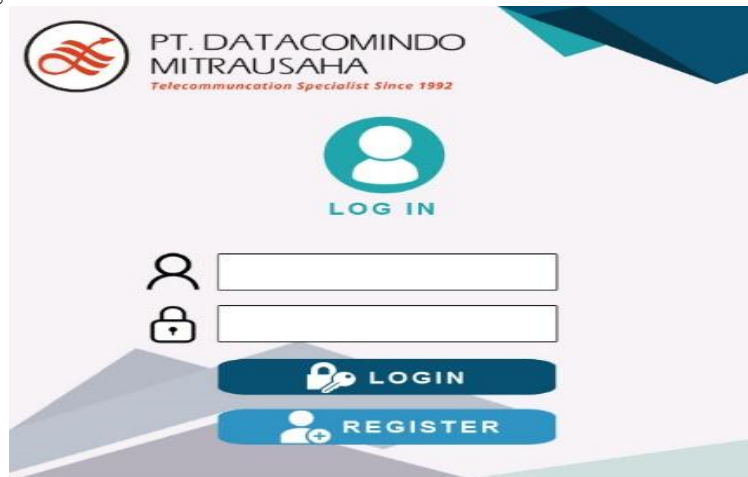 PT. DATACOMINDO
MITRAUSAHA
Telecommuncation Specialist Since 1992
LOG IN
LOGIN
REGISTER